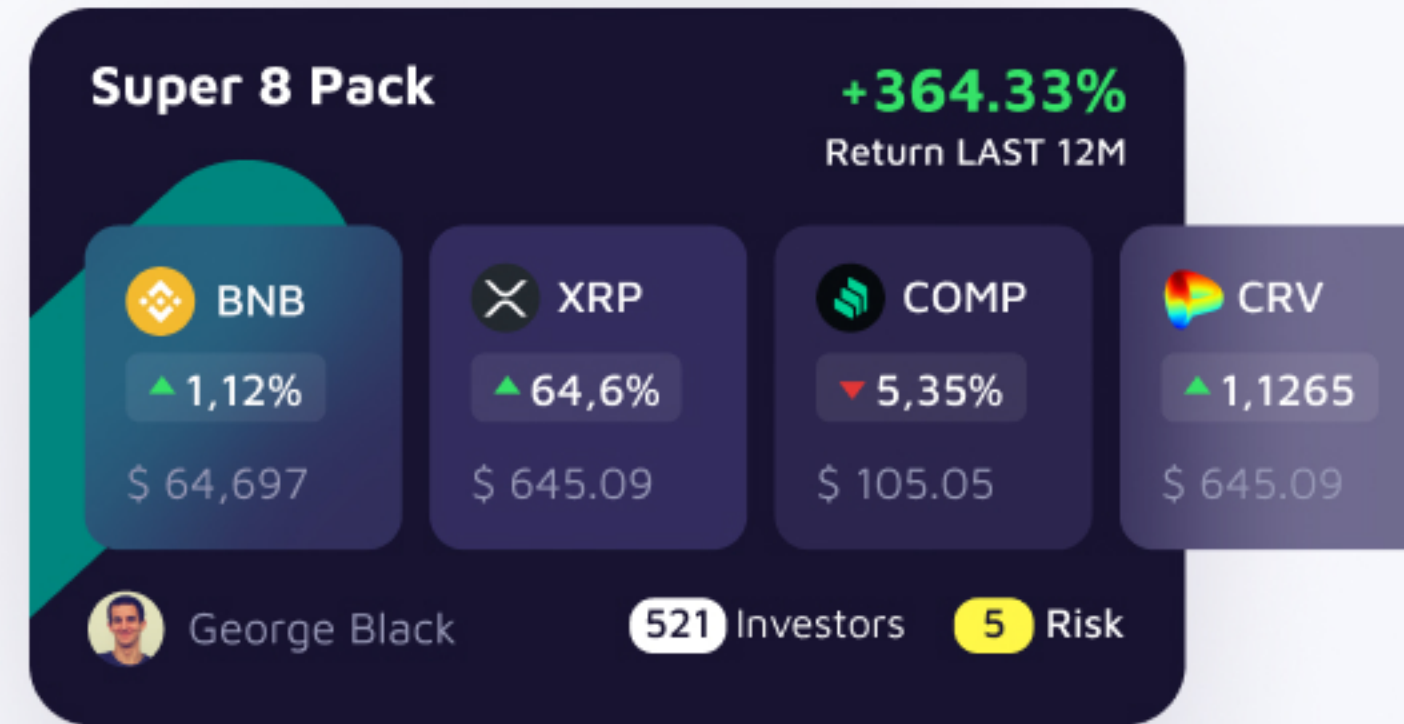 Super 8 Pack
+364.33%
Return LAST 12M
BNB
1,12%
$ 64,697
XRP
64,6%
$ 645.09
COMP
5,35%
$ 105.05
CRV
1,1265
$ 645.09
George Black
521 Investors
5 Risk